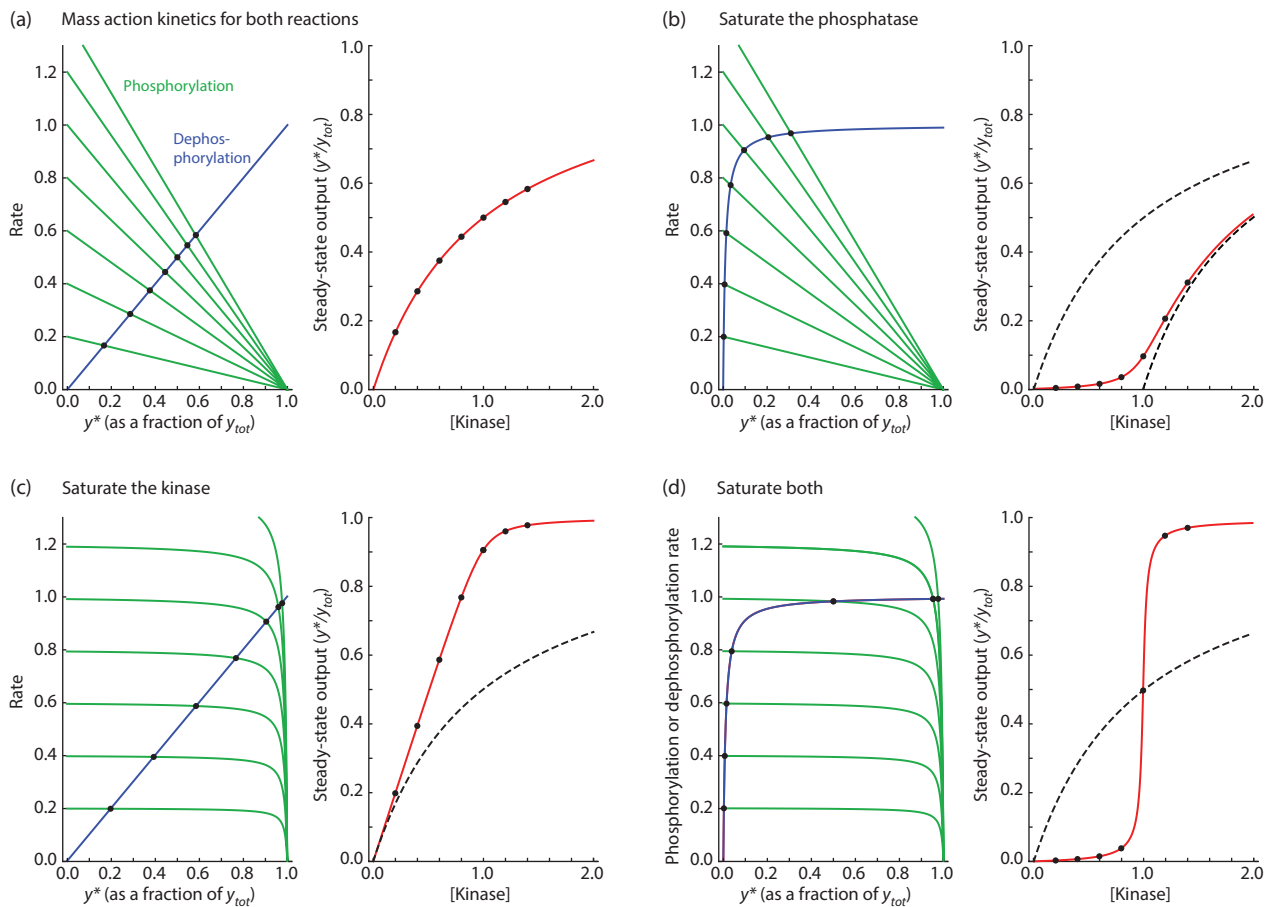 (a) Mass action kinetics for both reactions
Rate
1.2
1.0
0.8
0.6
0.4
0.2
0.0
Phosphorylation
Dephos-
phorylation
0.0 0.2 0.4 0.6 0.8 1.0
y* (as a fraction of ytot)
Steady-state output (y*/ytot)
1.0
0.8
0.6
0.4
0.2
0.0
0.0 1.0 2.0
[Kinase]
(b) Saturate the phosphatase
Rate
1.2
1.0
0.8
0.6
0.4
0.2
0.0
0.0 0.2 0.4 0.6 0.8 1.0
y* (as a fraction of ytot)
Steady-state output (y*/ytot)
1.0
0.8
0.6
0.4
0.2
0.0
0.0 1.0 2.0
[Kinase]
(c) Saturate the kinase
Rate
1.2
1.0
0.8
0.6
0.4
0.2
0.0
0.0 0.2 0.4 0.6 0.8 1.0
y* (as a fraction of ytot)
Steady-state output (y*/ytot)
1.0
0.8
0.6
0.4
0.2
0.0
0.0 1.0 2.0
[Kinase]
(d) Saturate both
Phosphorylation or dephosphorylation rate
1.2
1.0
0.8
0.6
0.4
0.2
0.0
0.0 0.2 0.4 0.6 0.8 1.0
y* (as a fraction of ytot)
Steady-state output (y*/ytot)
1.0
0.8
0.6
0.4
0.2
0.0
0.0 1.0 2.0
[Kinase]